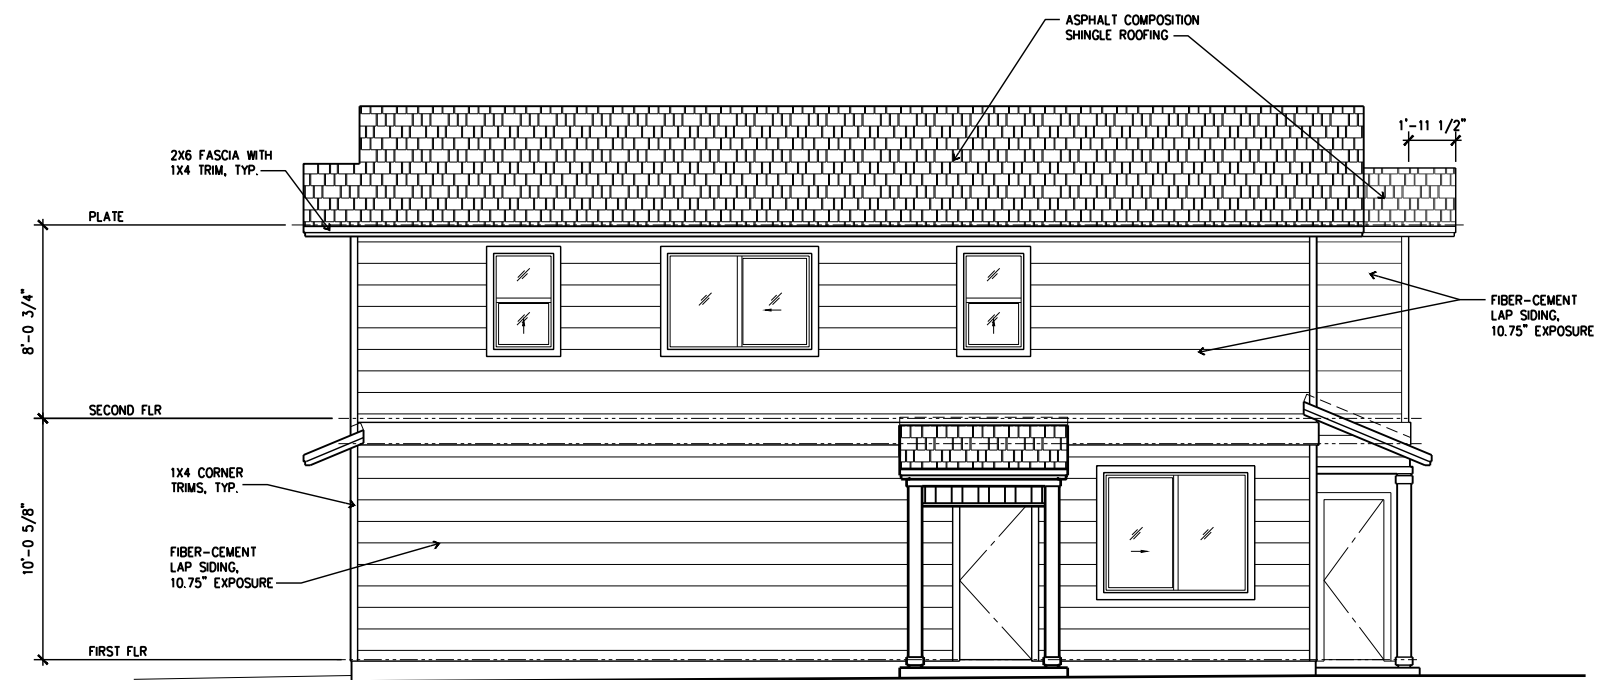 ASPHALT COMPOSITION
SHINGLE ROOFING
1'-11 1/2"
2X6 FASCIA WITH
1X4 TRIM, TYP.
PLATE
8'-0 3/4"
FIBER-CEMENT
LAP SIDING,
10.75" EXPOSURE
SECOND FLR
1X4 CORNER
TRIMS, TYP.
10'-0 5/8"
FIBER-CEMENT
LAP SIDING,
10.75" EXPOSURE
FIRST FLR